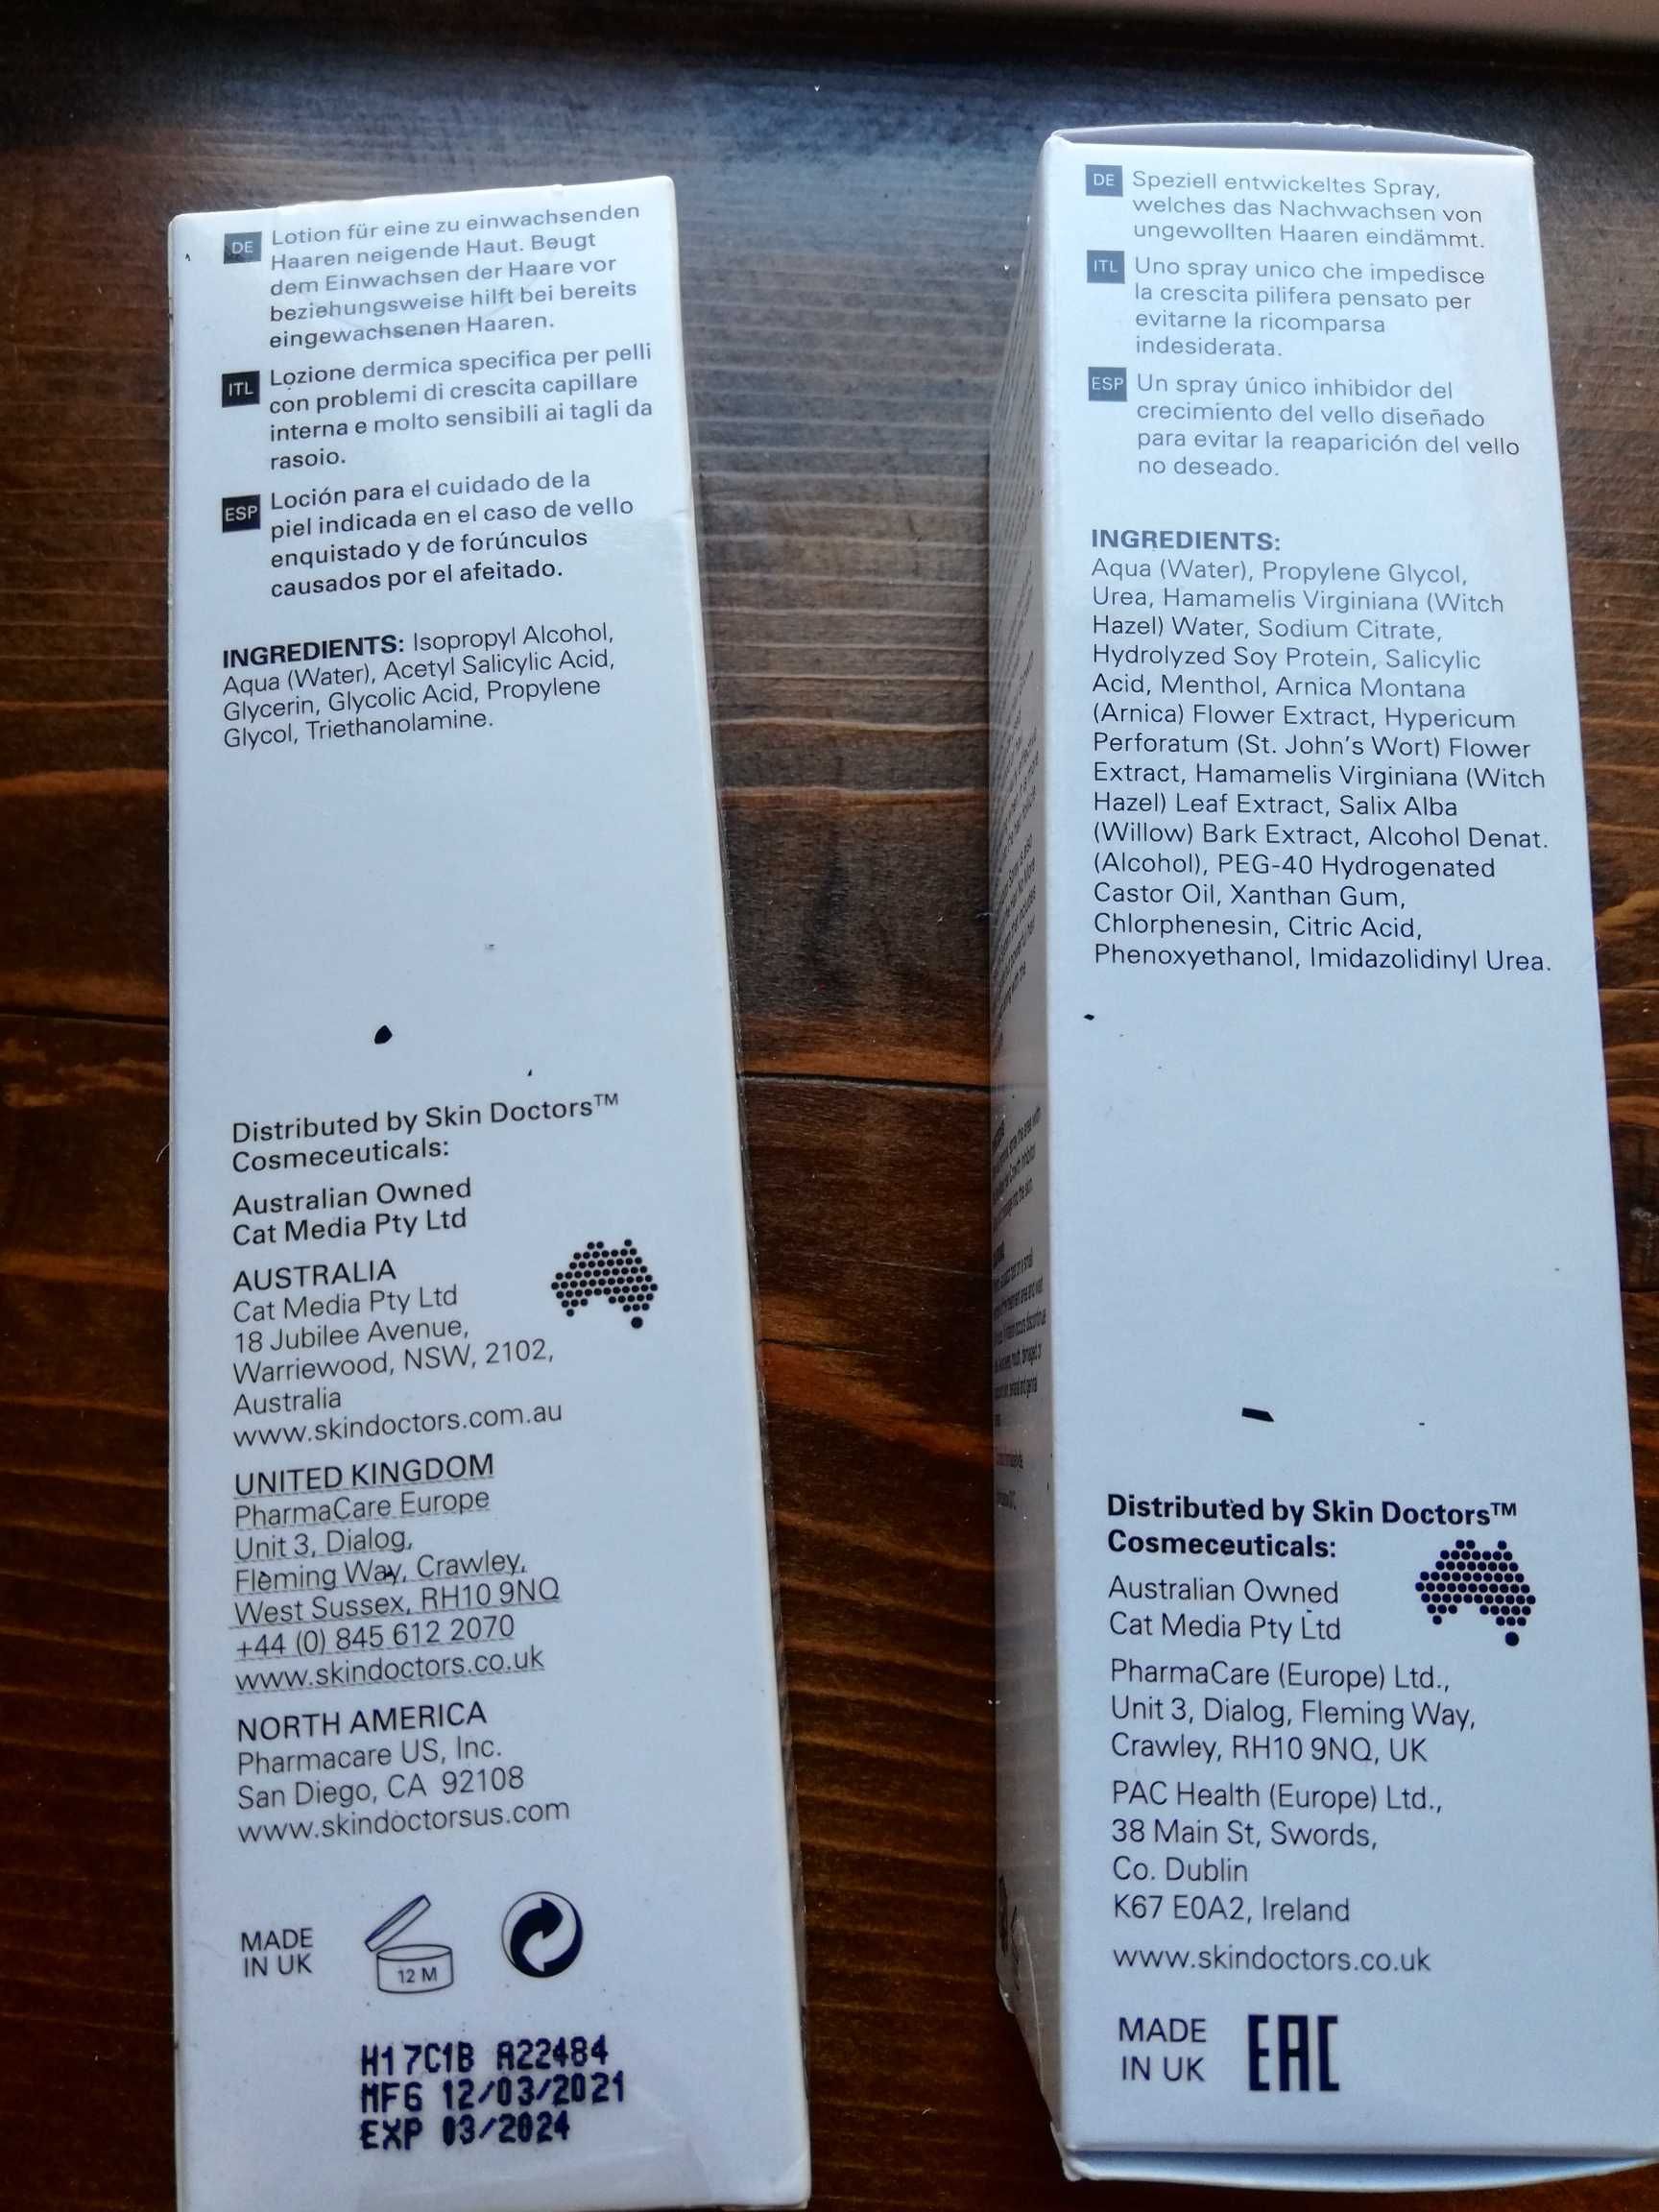 DE Lotion für eine zu einwachsenden
Haaren neigende Haut. Beugt
dem Einwachsen der Haare vor
beziehungsweise hilft bei bereits
eingewachsenen Haaren.
ITL Lozione dermica specifica per pelli
con problemi di crescita capillare
interna e molto sensibili ai tagli da
rasoio.
ESP Loción para el cuidado de la
piel indicada en el caso de vello
enquistado y de forúnculos
causados por el afeitado.
INGREDIENTS: Isopropyl Alcohol,
Aqua (Water), Acetyl Salicylic Acid,
Glycerin, Glycolic Acid, Propylene
Glycol, Triethanolamine.
Distributed by Skin Doctors™
Cosmeceuticals:
Australian Owned
Cat Media Pty Ltd
AUSTRALIA
Cat Media Pty Ltd
18 Jubilee Avenue,
Warriewood, NSW, 2102,
Australia
www.skindoctors.com.au
UNITED KINGDOM
PharmaCare Europe
Unit 3, Dialog,
Fleming Way, Crawley,
West Sussex, RH10 9NQ
+44 (0) 845 612 2070
www.skindoctors.co.uk
NORTH AMERICA
Pharmacare US, Inc.
San Diego, CA 92108
www.skindoctorsus.com
MADE
IN UK
12 M
H17C1B A22484
MFG 12/03/2021
EXP 03/2024
DE Speziell entwickeltes Spray,
welches das Nachwachsen von
ungewollten Haaren eindämmt.
ITL Uno spray unico che impedisce
la crescita pilifera pensato per
evitarne la ricomparsa
indesiderata.
ESP Un spray único inhibidor del
crecimiento del vello diseñado
para evitar la reaparición del vello
no deseado.
INGREDIENTS:
Aqua (Water), Propylene Glycol,
Urea, Hamamelis Virginiana (Witch
Hazel) Water, Sodium Citrate,
Hydrolyzed Soy Protein, Salicylic
Acid, Menthol, Arnica Montana
(Arnica) Flower Extract, Hypericum
Perforatum (St. John's Wort) Flower
Extract, Hamamelis Virginiana (Witch
Hazel) Leaf Extract, Salix Alba
(Willow) Bark Extract, Alcohol Denat.
(Alcohol), PEG-40 Hydrogenated
Castor Oil, Xanthan Gum,
Chlorphenesin, Citric Acid,
Phenoxyethanol, Imidazolidinyl Urea.
Distributed by Skin Doctors™
Cosmeceuticals:
Australian Owned
Cat Media Pty Ltd
PharmaCare (Europe) Ltd.,
Unit 3, Dialog, Fleming Way,
Crawley, RH10 9NQ, UK
PAC Health (Europe) Ltd.,
38 Main St, Swords,
Co. Dublin
K67 E0A2, Ireland
www.skindoctors.co.uk
MADE
IN UK
EAC